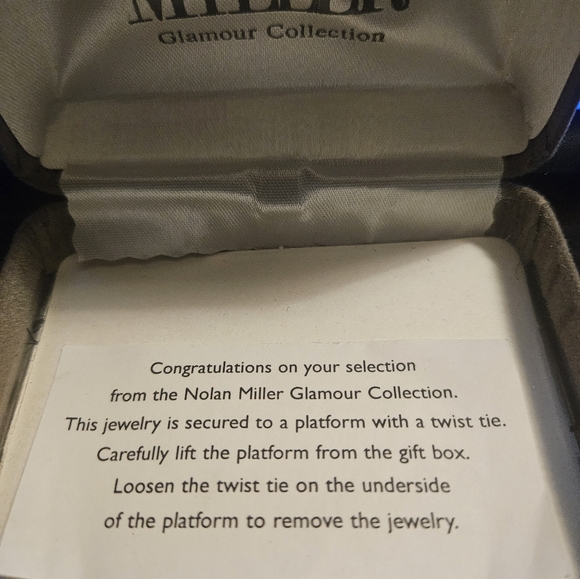 MILLER
Glamour Collection
Congratulations on your selection
from the Nolan Miller Glamour Collection.
This jewelry is secured to a platform with a twist tie.
Carefully lift the platform from the gift box.
Loosen the twist tie on the underside
of the platform to remove the jewelry.